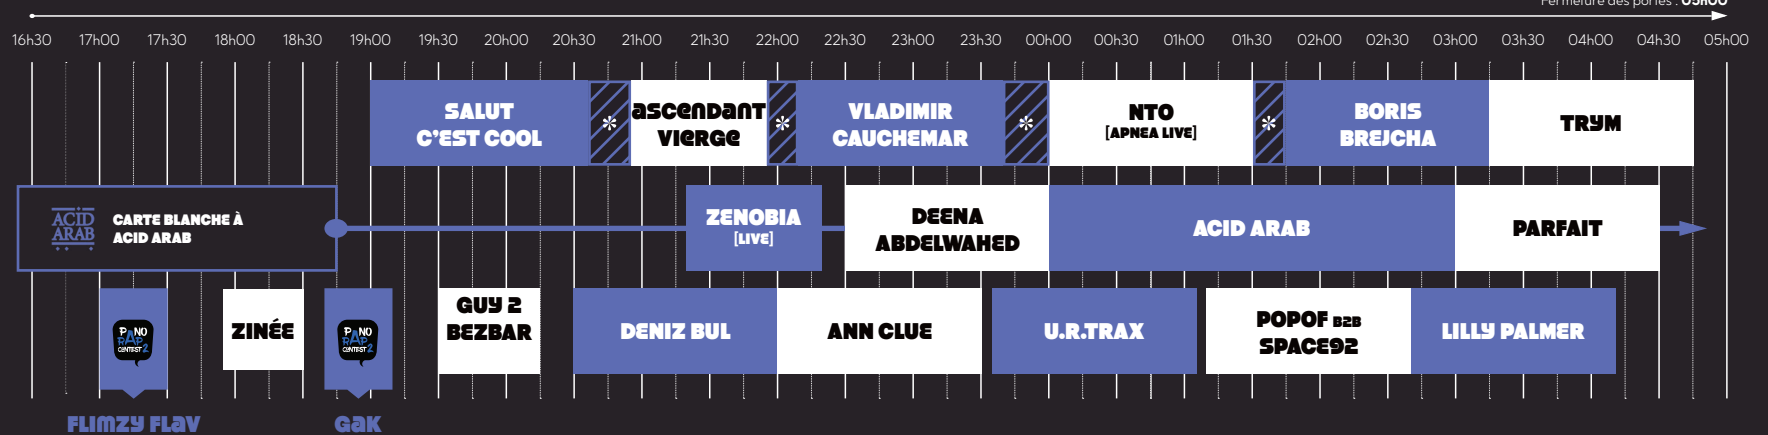 Fermeture des portes : 05h00
16h30 17h00 17h30 18h00 18h30 19h00 19h30 20h00 20h30 21h00 21h30 22h00 22h30 23h00 23h30 00h00 00h30 01h00 01h30 02h00 02h30 03h00 03h30 04h00 04h30 05h00
SALUT
C'EST COOL
*
ascendant
vierge
*
VLADIMIR
CAUCHEMAR
*
NTO
[APNEA LIVE]
*
BORIS
BREJCHA
TRYM
ACID
ARAB
CARTE BLANCHE À
ACID ARAB
ZENOBIA
[LIVE]
DEENA
ABDELWAHED
ACID ARAB
PARFAIT
PANO
RAP
CONTEST 2
ZINÉE
PANO
RAP
CONTEST 2
GUY 2
BEZBAR
DENIZ BUL
ANN CLUE
U.R.TRAX
POPOF B2B
SPACE92
LILLY PALMER
FLIMZY FLAV
GAK